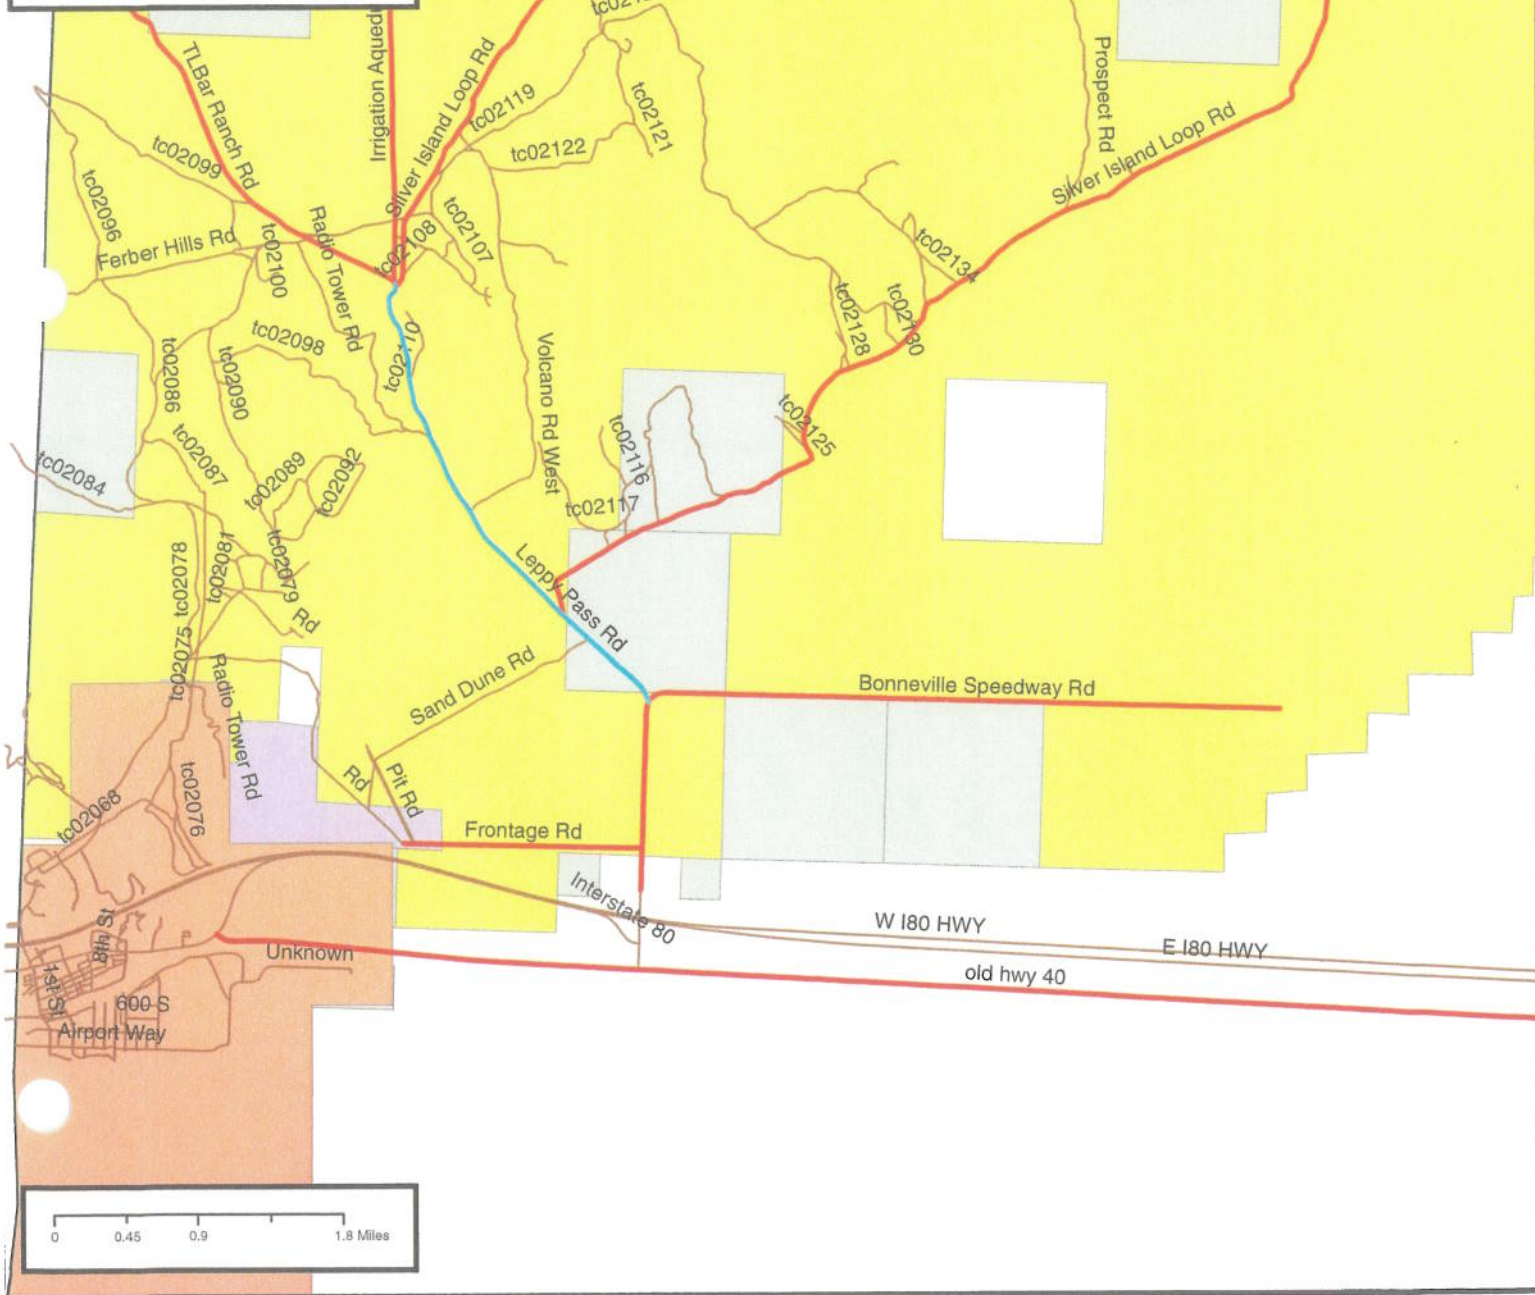 TLBar Ranch Rd
Silver Island Loop Rd
tc02119
tc02121
tc02122
Prospect Rd
Silver Island Loop Rd
tc02099
tc02096
Ferber Hills Rd
tc02100
Radio Tower Rd
tc02108
tc02107
tc02134
tc02128
tc02130
tc02098
tc02086
tc02090
Volcano Rd West
tc02125
tc02116
tc02117
tc02087
tc02084
tc02089
tc02092
tc02078
tc02079
Rd
Leppy Pass Rd
tc02075
Radio Tower Rd
Sand Dune Rd
Bonneville Speedway Rd
Rd
Pit Rd
tc02076
tc02068
Frontage Rd
Interstate 80
W I80 HWY
E I80 HWY
old hwy 40
8th St
Unknown
1st St
600 S
Airport Way
0
0.45
0.9
1.8 Miles